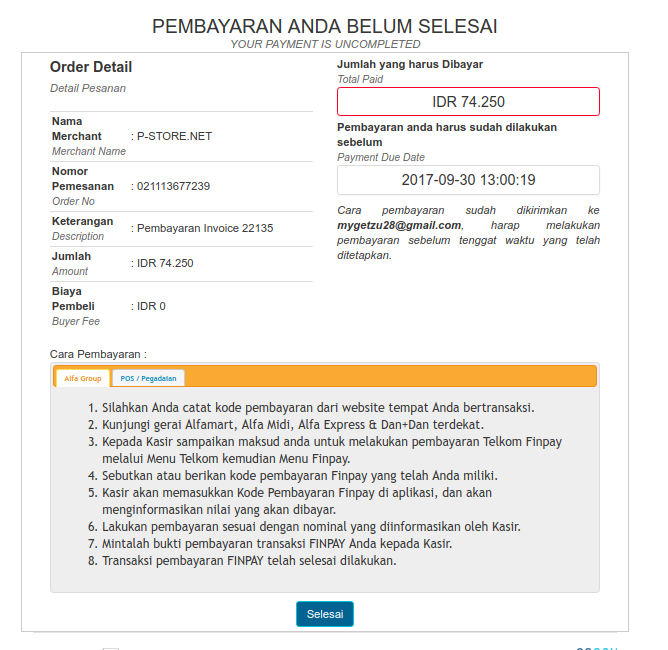 PEMBAYARAN ANDA BELUM SELESAI
YOUR PAYMENT IS UNCOMPLETED
Order Detail
Detail Pesanan
Nama
Merchant : P-STORE.NET
Merchant Name
Nomor
Pemesanan : 021113677239
Order No
Keterangan : Pembayaran Invoice 22135
Description
Jumlah : IDR 74.250
Amount
Biaya
Pembeli : IDR 0
Buyer Fee
Jumlah yang harus Dibayar
Total Paid
IDR 74.250
Pembayaran anda harus sudah dilakukan
sebelum
Payment Due Date
2017-09-30 13:00:19
Cara pembayaran sudah dikirimkan ke
mygetzu28@gmail.com, harap melakukan
pembayaran sebelum tenggat waktu yang telah
ditetapkan.
Cara Pembayaran :
Alfa Group POS / Pegadaian
1. Silahkan Anda catat kode pembayaran dari website tempat Anda bertransaksi.
2. Kunjungi gerai Alfamart, Alfa Midi, Alfa Express & Dan+Dan terdekat.
3. Kepada Kasir sampaikan maksud anda untuk melakukan pembayaran Telkom Finpay
melalui Menu Telkom kemudian Menu Finpay.
4. Sebutkan atau berikan kode pembayaran Finpay yang telah Anda miliki.
5. Kasir akan memasukkan Kode Pembayaran Finpay di aplikasi, dan akan
menginformasikan nilai yang akan dibayar.
6. Lakukan pembayaran sesuai dengan nominal yang diinformasikan oleh Kasir.
7. Mintalah bukti pembayaran transaksi FINPAY Anda kepada Kasir.
8. Transaksi pembayaran FINPAY telah selesai dilakukan.
Selesai